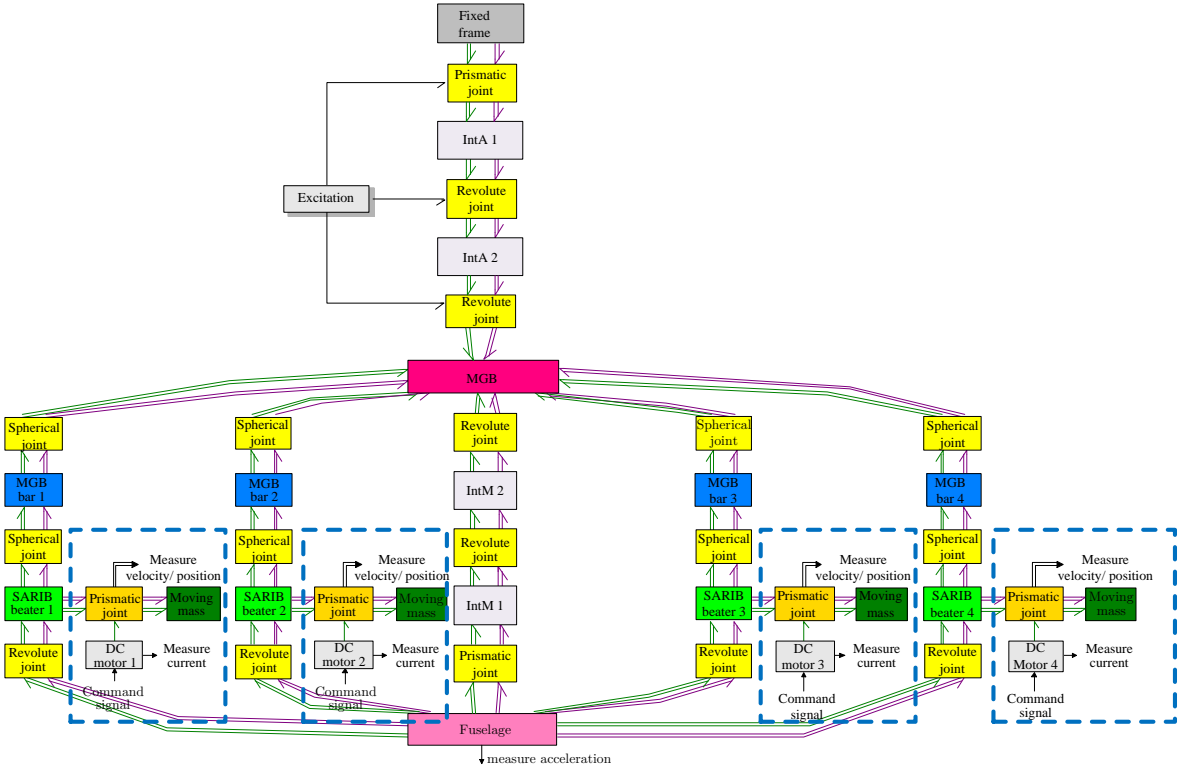 Fixed
frame
Prismatic
joint
IntA 1
Excitation
Revolute
joint
IntA 2
Revolute
joint
MGB
Spherical
joint
Spherical
joint
Revolute
joint
Spherical
joint
Spherical
joint
MGB
bar 1
MGB
bar 2
IntM 2
MGB
bar 3
MGB
bar 4
Spherical
joint
Measure
velocity/ position
Spherical
joint
Measure
velocity/ position
Revolute
joint
Spherical
joint
Measure
velocity/ position
Spherical
joint
Measure
velocity/ position
SARIB
beater 1
Prismatic
joint
Moving
mass
SARIB
beater 2
Prismatic
joint
Moving
mass
IntM 1
SARIB
beater 3
Prismatic
joint
Moving
mass
SARIB
beater 4
Prismatic
joint
Moving
mass
Revolute
joint
DC
motor 1
Measure
current
Revolute
joint
DC
motor 2
Measure
current
Prismatic
joint
Revolute
joint
DC
motor 3
Measure
current
Revolute
joint
DC
Motor 4
Measure
current
Command
signal
Command
signal
Command
signal
Command
signal
Fuselage
measure acceleration